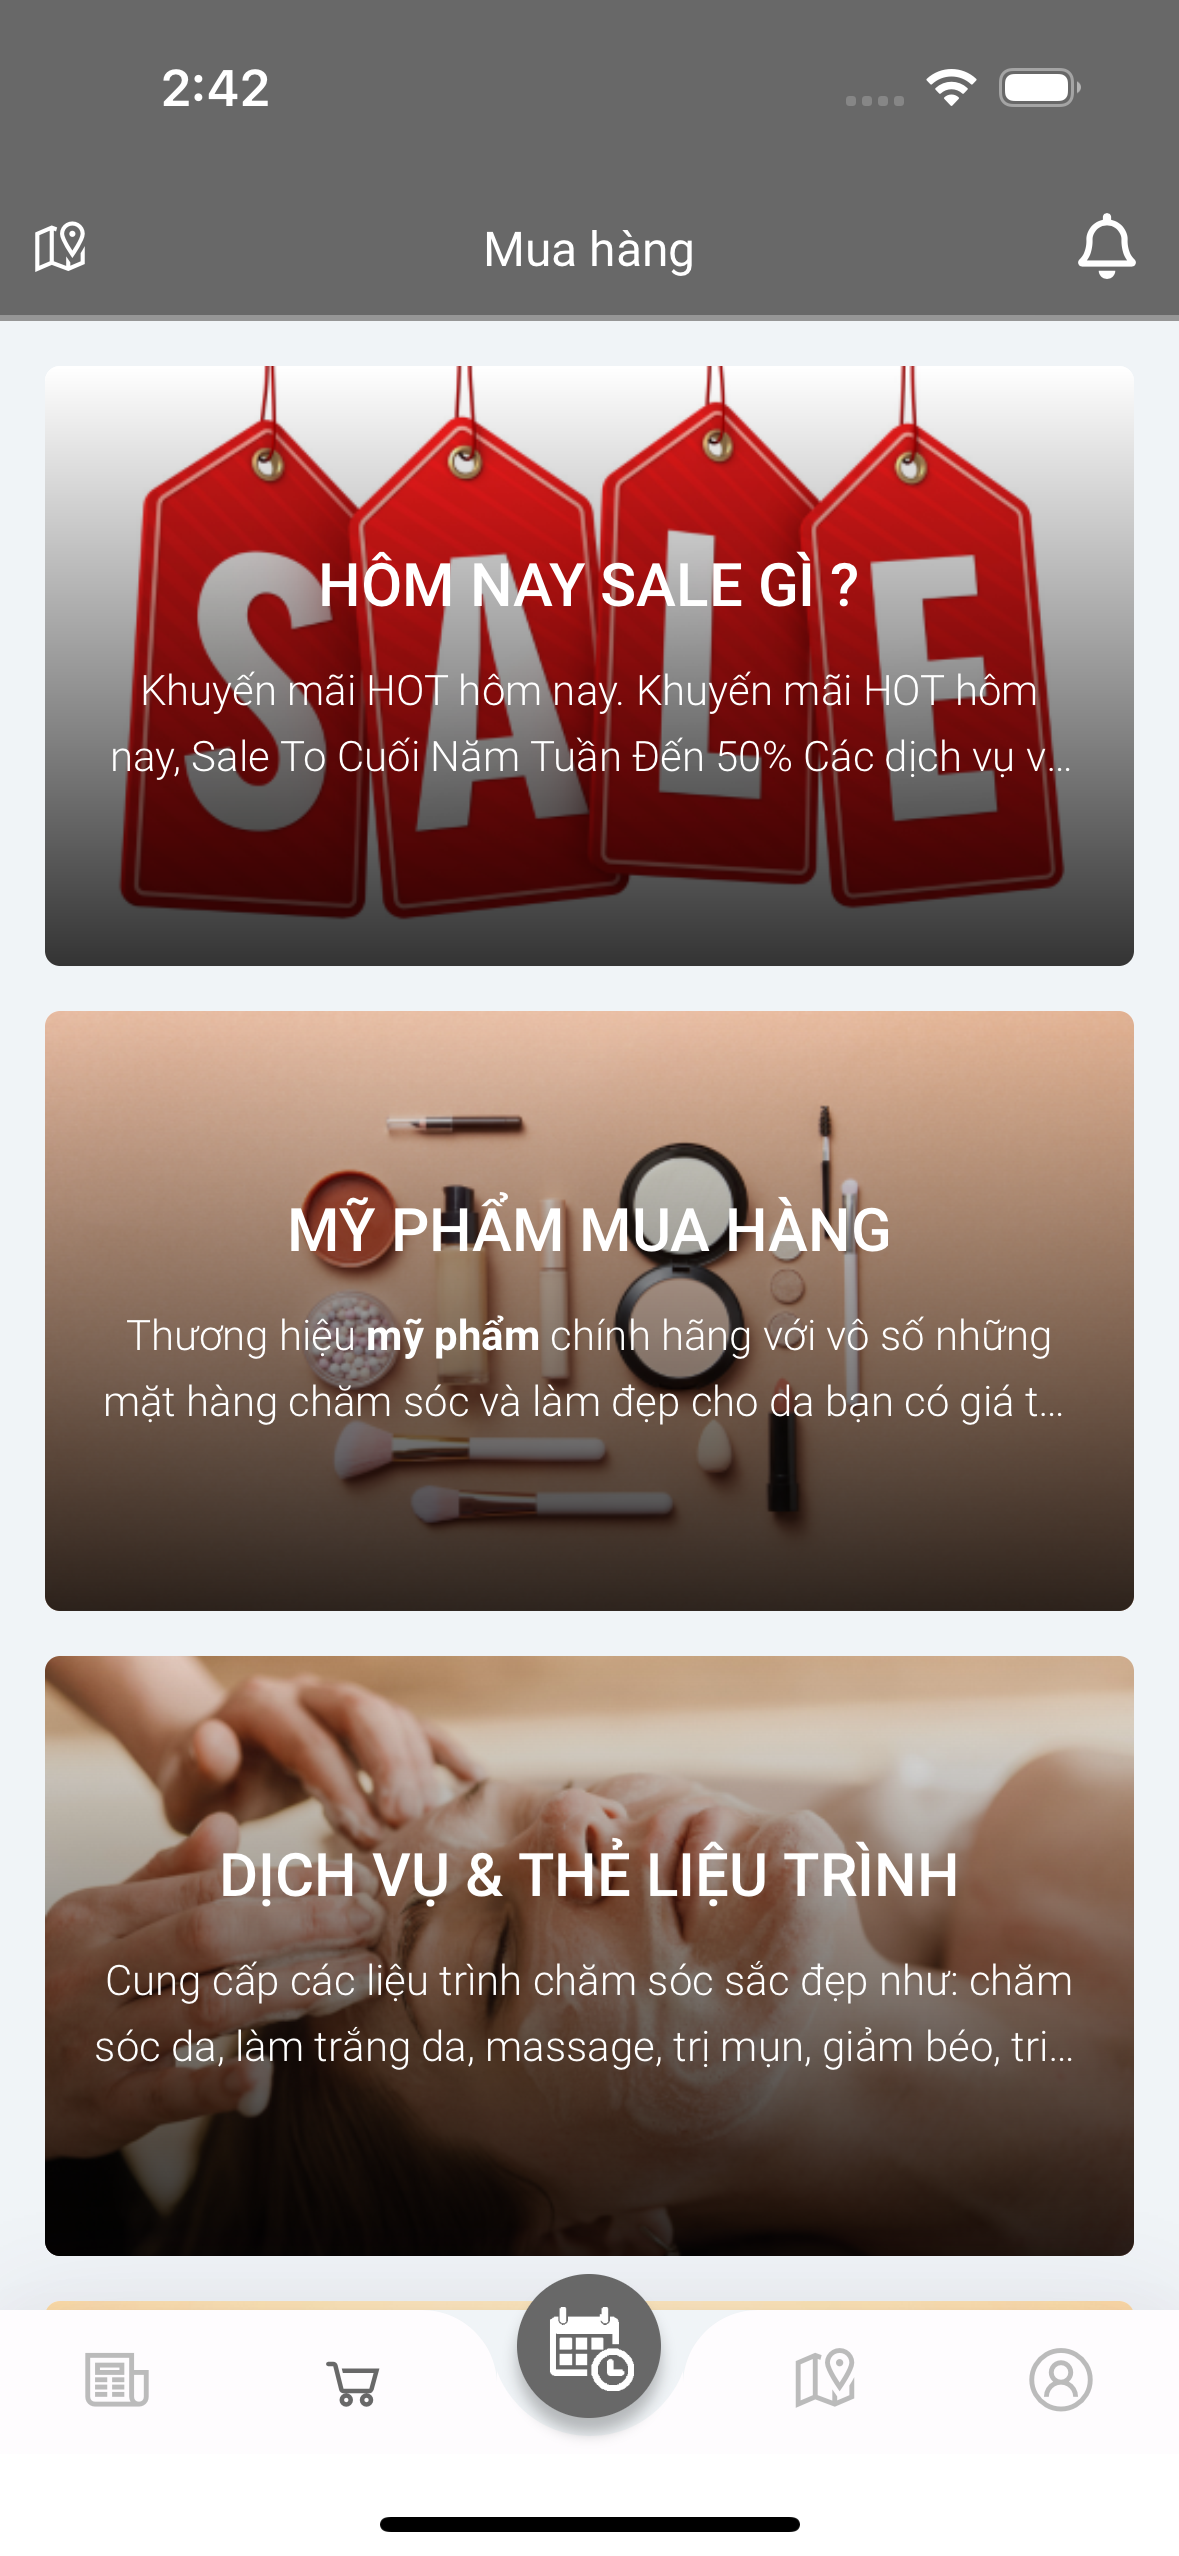 2:42
Mua hàng
SALE
HÔM NAY SALE GÌ ?
Khuyến mãi HOT hôm nay. Khuyến mãi HOT hôm
nay, Sale To Cuối Năm Tuần Đến 50% Các dịch vụ v...
MỸ PHẨM MUA HÀNG
Thương hiệu mỹ phẩm chính hãng với vô số những
mặt hàng chăm sóc và làm đẹp cho da bạn có giá t...
DỊCH VỤ & THẺ LIỆU TRÌNH
Cung cấp các liệu trình chăm sóc sắc đẹp như: chăm
sóc da, làm trắng da, massage, trị mụn, giảm béo, tri...